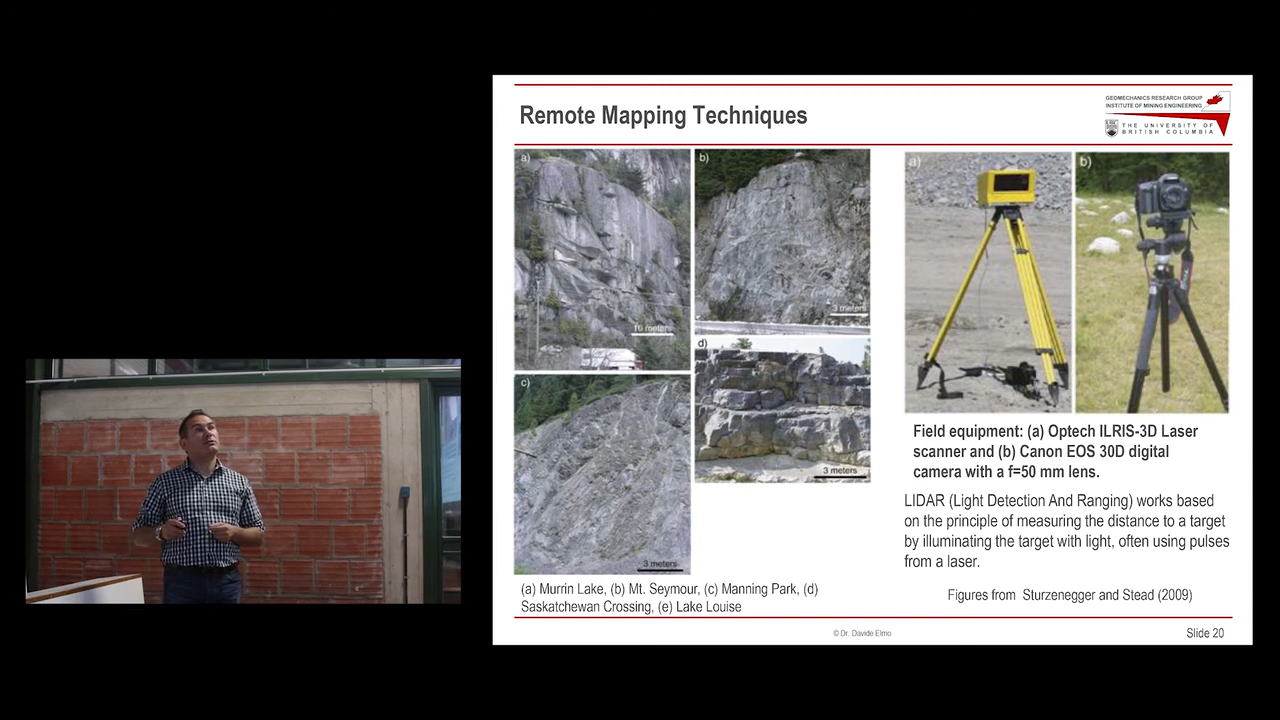 Remote Mapping Techniques
GEOMECHANICS RESEARCH GROUP
INSTITUTE OF MINING ENGINEERING
THE UNIVERSITY OF
BRITISH COLUMBIA
a)
10 meters
b)
3 meters
c)
3 meters
d)
3 meters
(a) Murrin Lake, (b) Mt. Seymour, (c) Manning Park, (d)
Saskatchewan Crossing, (e) Lake Louise
a)
b)
Field equipment: (a) Optech ILRIS-3D Laser
scanner and (b) Canon EOS 30D digital
camera with a f=50 mm lens.
LIDAR (Light Detection And Ranging) works based
on the principle of measuring the distance to a target
by illuminating the target with light, often using pulses
from a laser.
Figures from Sturzenegger and Stead (2009)
© Dr. Davide Elmo
Slide 20